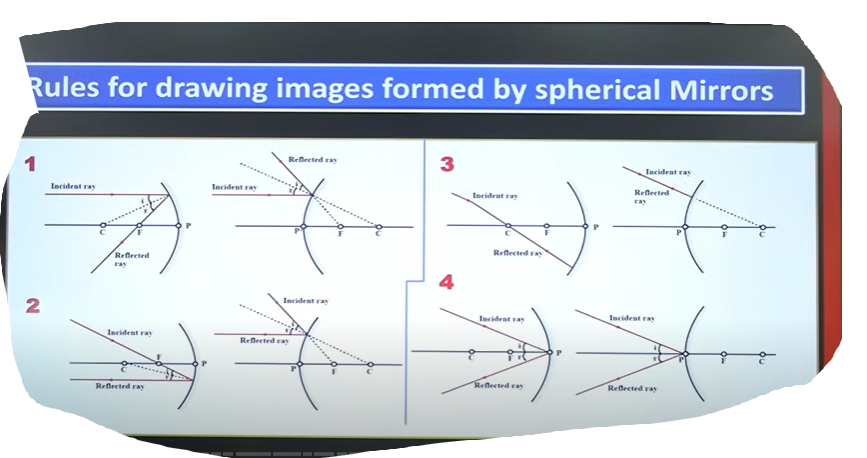 Rules for drawing images formed by spherical Mirrors
1
Incident ray
i
r
C
F
P
Reflected
ray
Reflected ray
Incident ray
i
r
P
F
C
2
Incident ray
F
C
P
i
r
Reflected ray
Incident ray
Reflected ray
i
r
P
F
C
3
Incident ray
C
F
P
Reflected ray
Incident ray
Reflected
ray
P
F
C
4
Incident ray
i
r
C
F
P
Reflected ray
Incident ray
i
r
P
F
C
Reflected ray